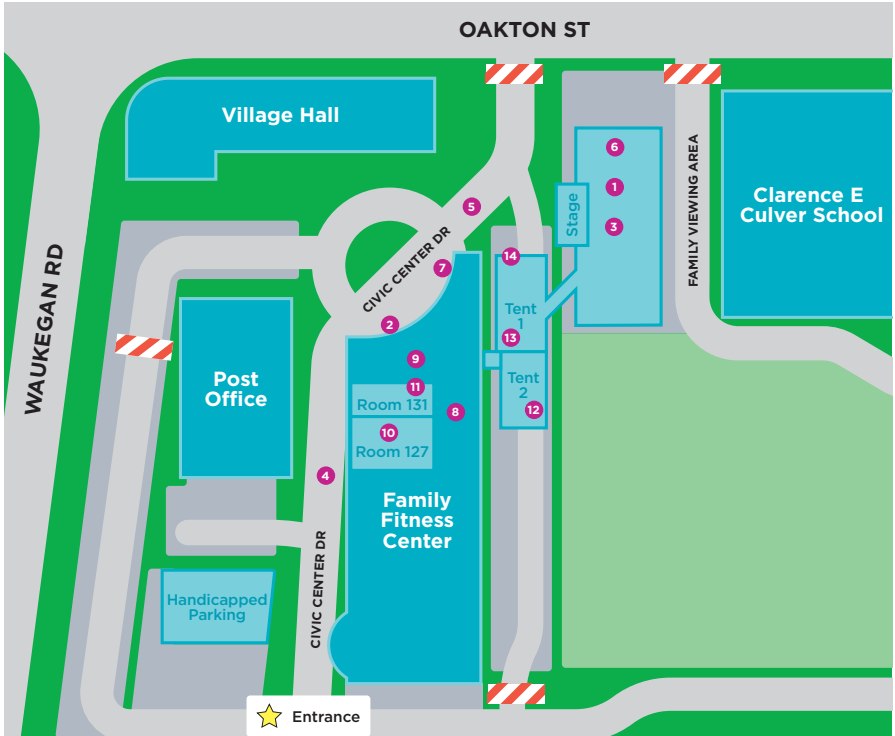 OAKTON ST
Village Hall
6
1
3
Stage
FAMILY VIEWING AREA
Clarence E
Culver School
5
CIVIC CENTER DR
7
14
WAUKEGAN RD
2
Tent
1
13
9
Post
Office
11
Room 131
8
Tent
2
12
10
Room 127
4
Family
Fitness
Center
CIVIC CENTER DR
Handicapped
Parking
Entrance